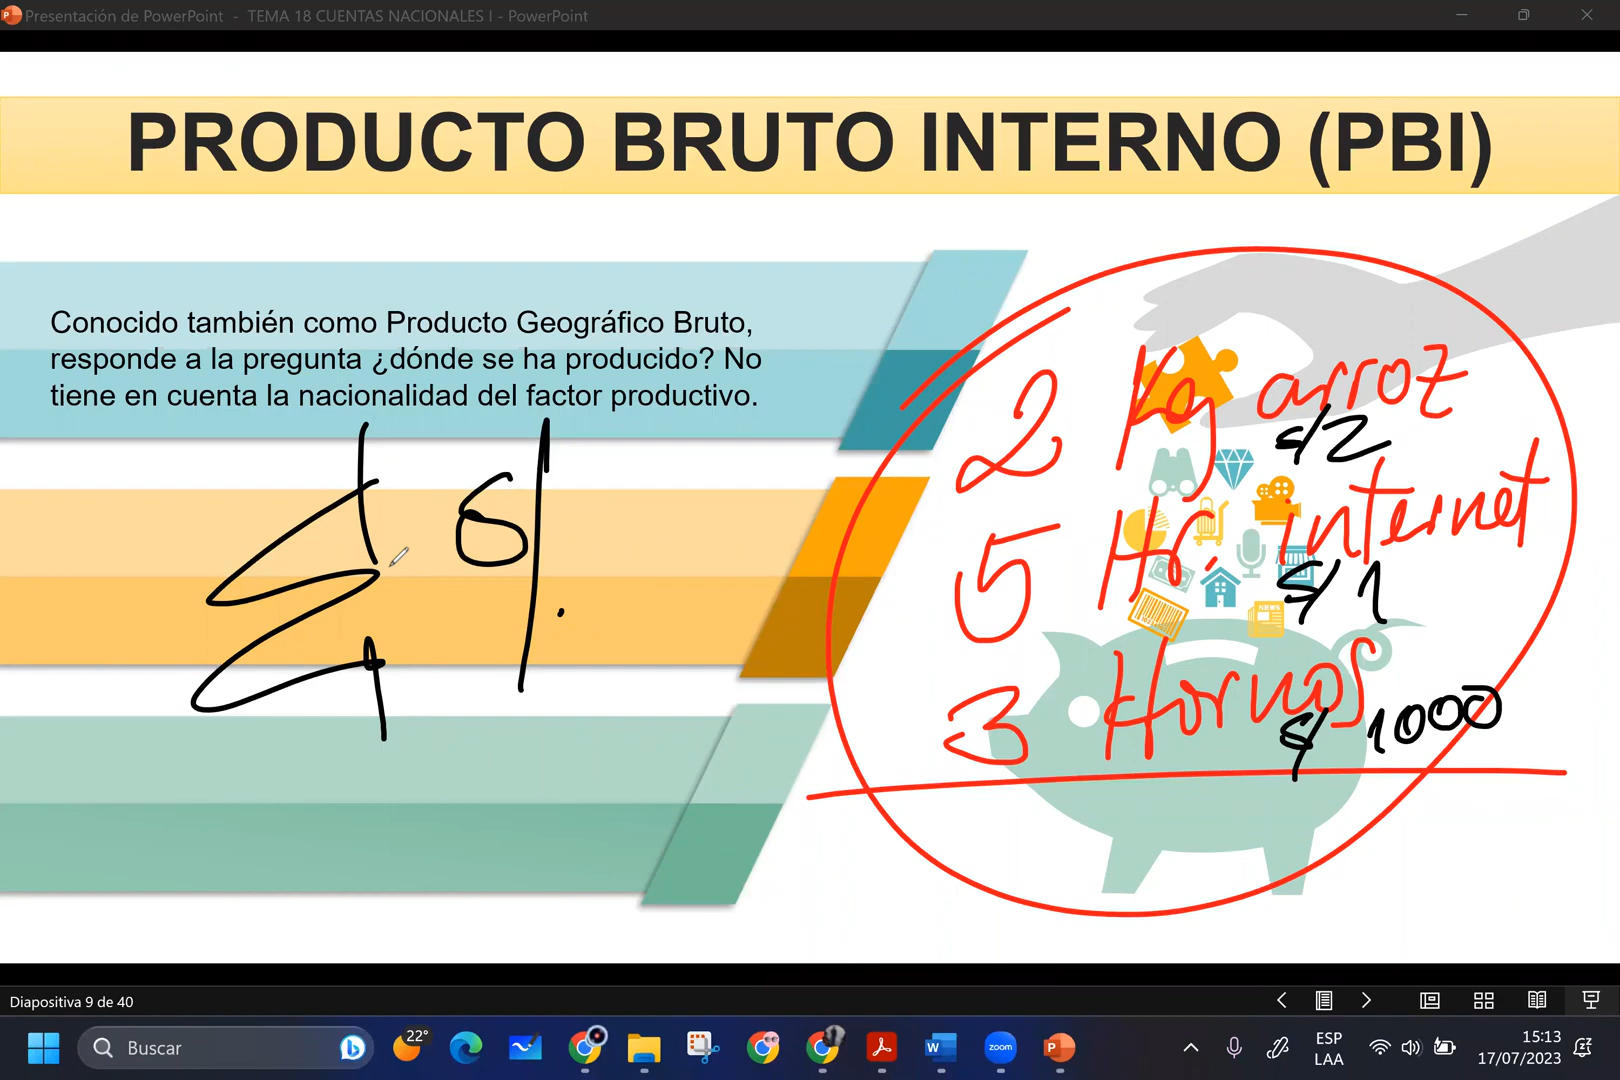 Presentación de PowerPoint - TEMA 18 CUENTAS NACIONALES I - PowerPoint
PRODUCTO BRUTO INTERNO (PBI)
Conocido también como Producto Geográfico Bruto,
responde a la pregunta ¿dónde se ha producido? No
tiene en cuenta la nacionalidad del factor productivo.
2 Kg arroz
S/2
5 Hr. internet
S/1
3 Hornos
S/ 1000
NEWS
Diapositiva 9 de 40
Buscar
22°
zoom
ESP
LAA
15:13
17/07/2023